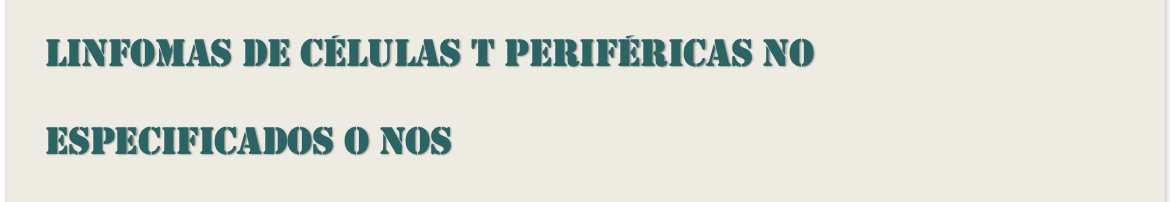 LINFOMAS DE CÉLULAS T PERIFÉRICAS NO
ESPECIFICADOS O NOS